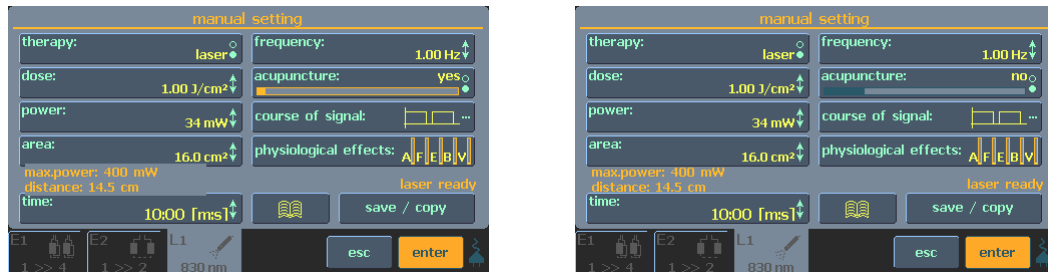 manual setting
therapy:
laser
frequency:
1.00 Hz
dose:
1.00 J/cm²
acupuncture:
yes
power:
34 mW
course of signal:
...
area:
16.0 cm²
physiological effects:
A F E B V
max.power: 400 mW
distance: 14.5 cm
laser ready
time:
10:00 [m:s]
save / copy
E1
1 >> 4
E2
1 >> 2
L1
830 nm
esc
enter
manual setting
therapy:
laser
frequency:
1.00 Hz
dose:
1.00 J/cm²
acupuncture:
no
power:
34 mW
course of signal:
...
area:
16.0 cm²
physiological effects:
A F E B V
max.power: 400 mW
distance: 14.5 cm
laser ready
time:
10:00 [m:s]
save / copy
E1
1 >> 4
E2
1 >> 2
L1
830 nm
esc
enter